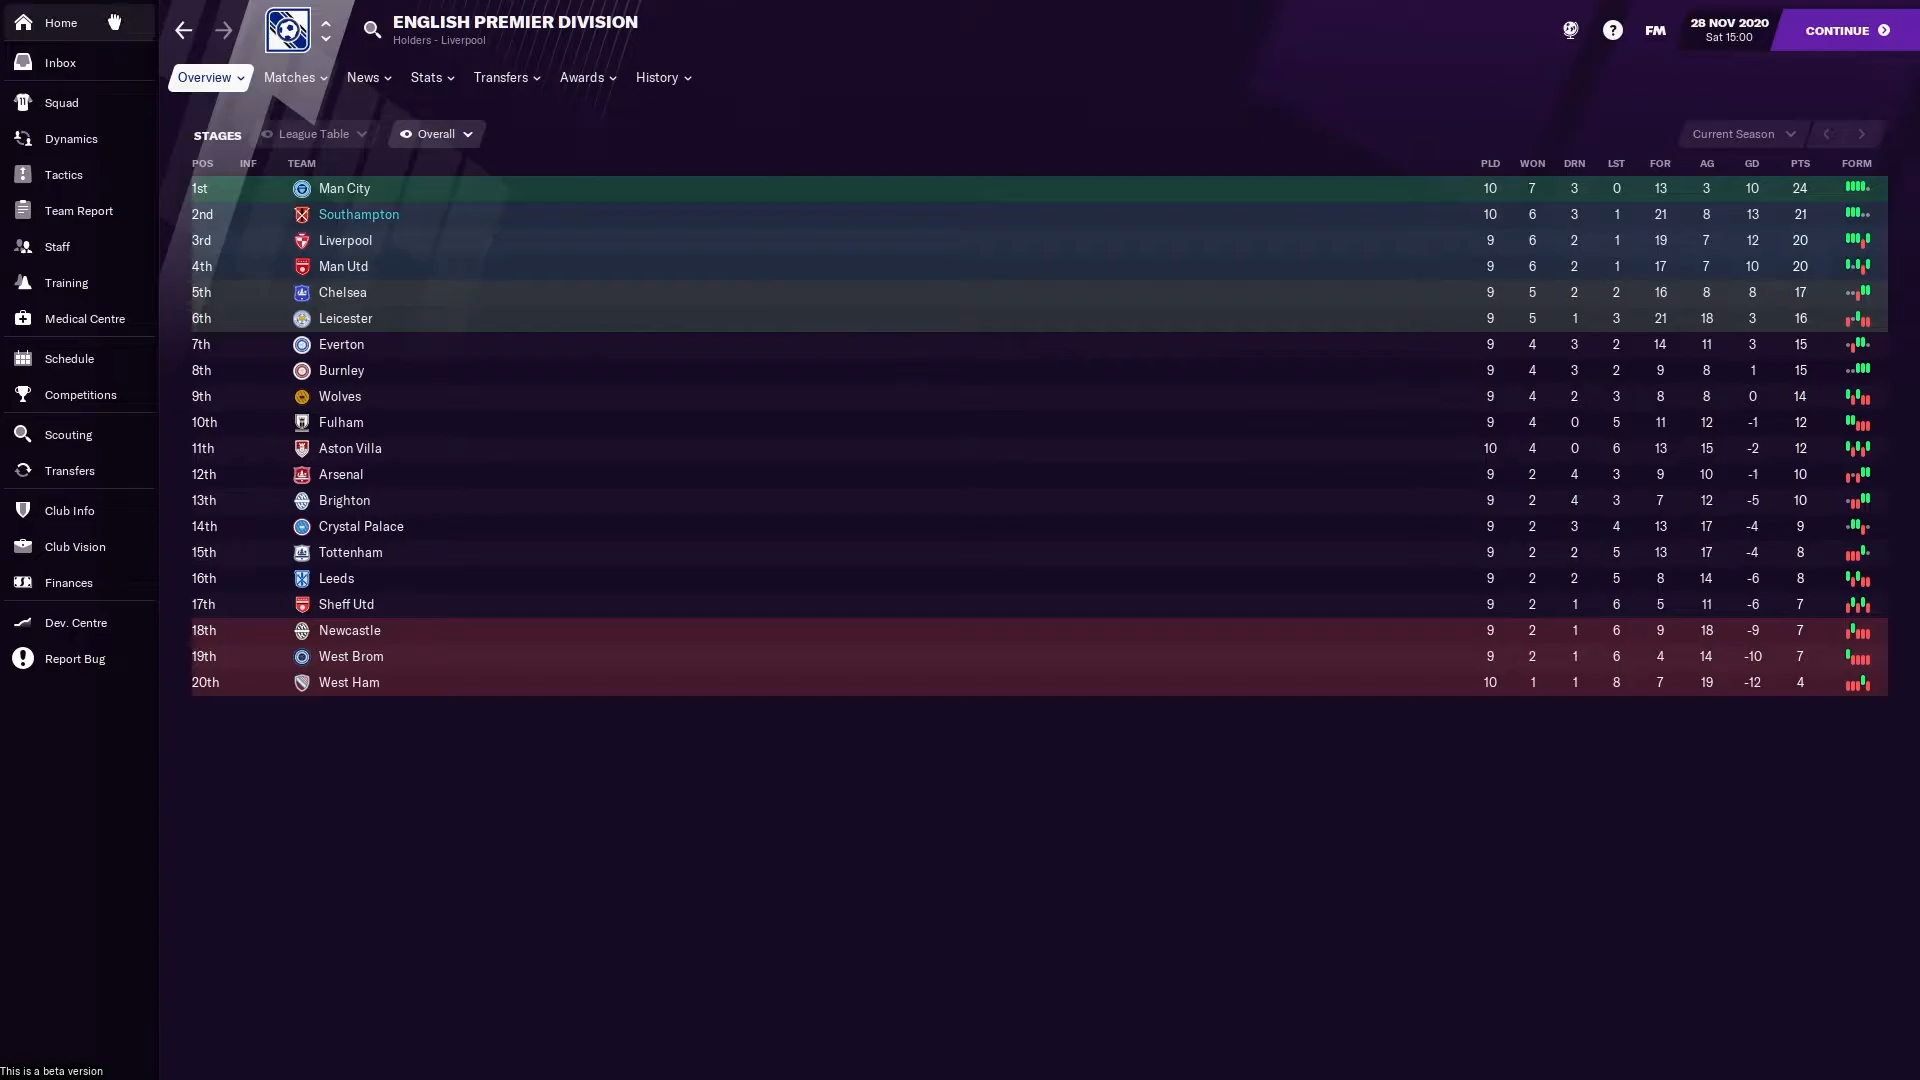 Home
Inbox
Squad
Dynamics
Tactics
Team Report
Staff
Training
Medical Centre
Schedule
Competitions
Scouting
Transfers
Club Info
Club Vision
Finances
Dev. Centre
Report Bug
This is a beta version
ENGLISH PREMIER DIVISION
Holders - Liverpool
FM
28 NOV 2020
Sat 15:00
CONTINUE
Overview Matches News Stats Transfers Awards History
STAGES League Table Overall Current Season
POS INF TEAM PLD WON DRN LST FOR AG GD PTS FORM
1st Man City 10 7 3 0 13 3 10 24
2nd Southampton 10 6 3 1 21 8 13 21
3rd Liverpool 9 6 2 1 19 7 12 20
4th Man Utd 9 6 2 1 17 7 10 20
5th Chelsea 9 5 2 2 16 8 8 17
6th Leicester 9 5 1 3 21 18 3 16
7th Everton 9 4 3 2 14 11 3 15
8th Burnley 9 4 3 2 9 8 1 15
9th Wolves 9 4 2 3 8 8 0 14
10th Fulham 9 4 0 5 11 12 -1 12
11th Aston Villa 10 4 0 6 13 15 -2 12
12th Arsenal 9 2 4 3 9 10 -1 10
13th Brighton 9 2 4 3 7 12 -5 10
14th Crystal Palace 9 2 3 4 13 17 -4 9
15th Tottenham 9 2 2 5 13 17 -4 8
16th Leeds 9 2 2 5 8 14 -6 8
17th Sheff Utd 9 2 1 6 5 11 -6 7
18th Newcastle 9 2 1 6 9 18 -9 7
19th West Brom 9 2 1 6 4 14 -10 7
20th West Ham 10 1 1 8 7 19 -12 4